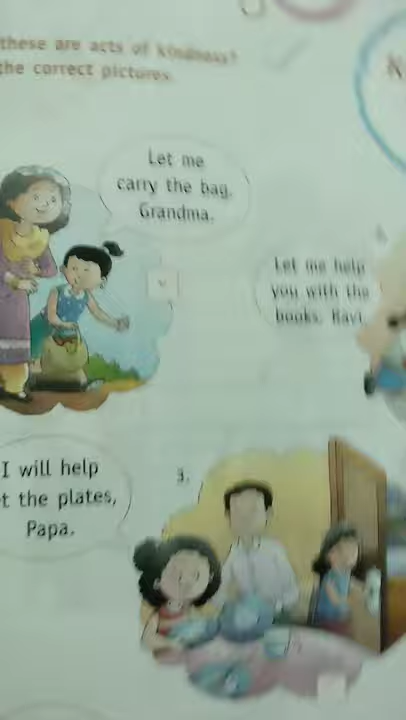 these are acts of kindness?
the correct pictures.
Let me
carry the bag,
Grandma.
Let me help
you with the
books, Ravi
I will help
t the plates,
Papa.
3.